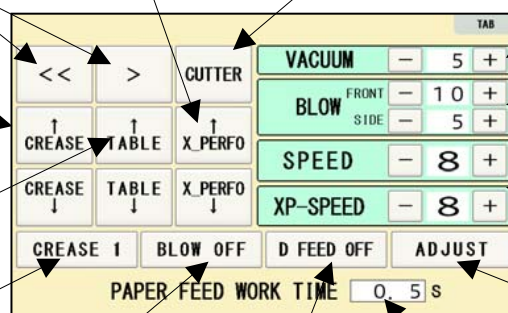 TAB
<< > CUTTER
VACUUM − 5 +
BLOW FRONT − 10 +
SIDE − 5 +
↑ CREASE ↑ TABLE ↑ X_PERFO
SPEED − 8 +
CREASE ↓ TABLE ↓ X_PERFO ↓
XP-SPEED − 8 +
CREASE 1 BLOW OFF D FEED OFF ADJUST
PAPER FEED WORK TIME 0. 5 s